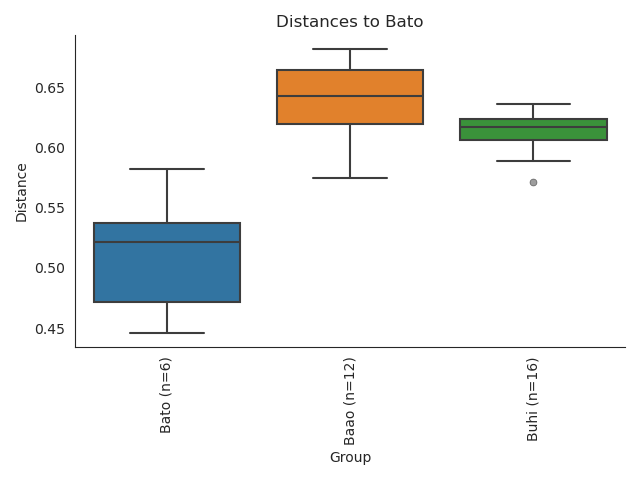 Distances to Bato
0.65
0.60
0.55
0.50
0.45
Distance
Bato (n=6)
Baao (n=12)
Buhi (n=16)
Group